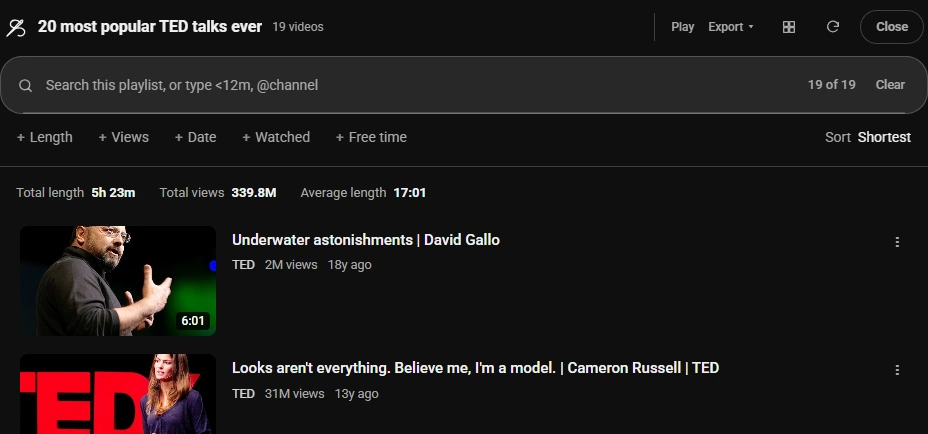 20 most popular TED talks ever 19 videos Play Export Close
Search this playlist, or type <12m, @channel 19 of 19 Clear
+ Length + Views + Date + Watched + Free time Sort Shortest
Total length 5h 23m Total views 339.8M Average length 17:01
Underwater astonishments | David Gallo
TED 2M views 18y ago
6:01
Looks aren't everything. Believe me, I'm a model. | Cameron Russell | TED
TED 31M views 13y ago
TEDx